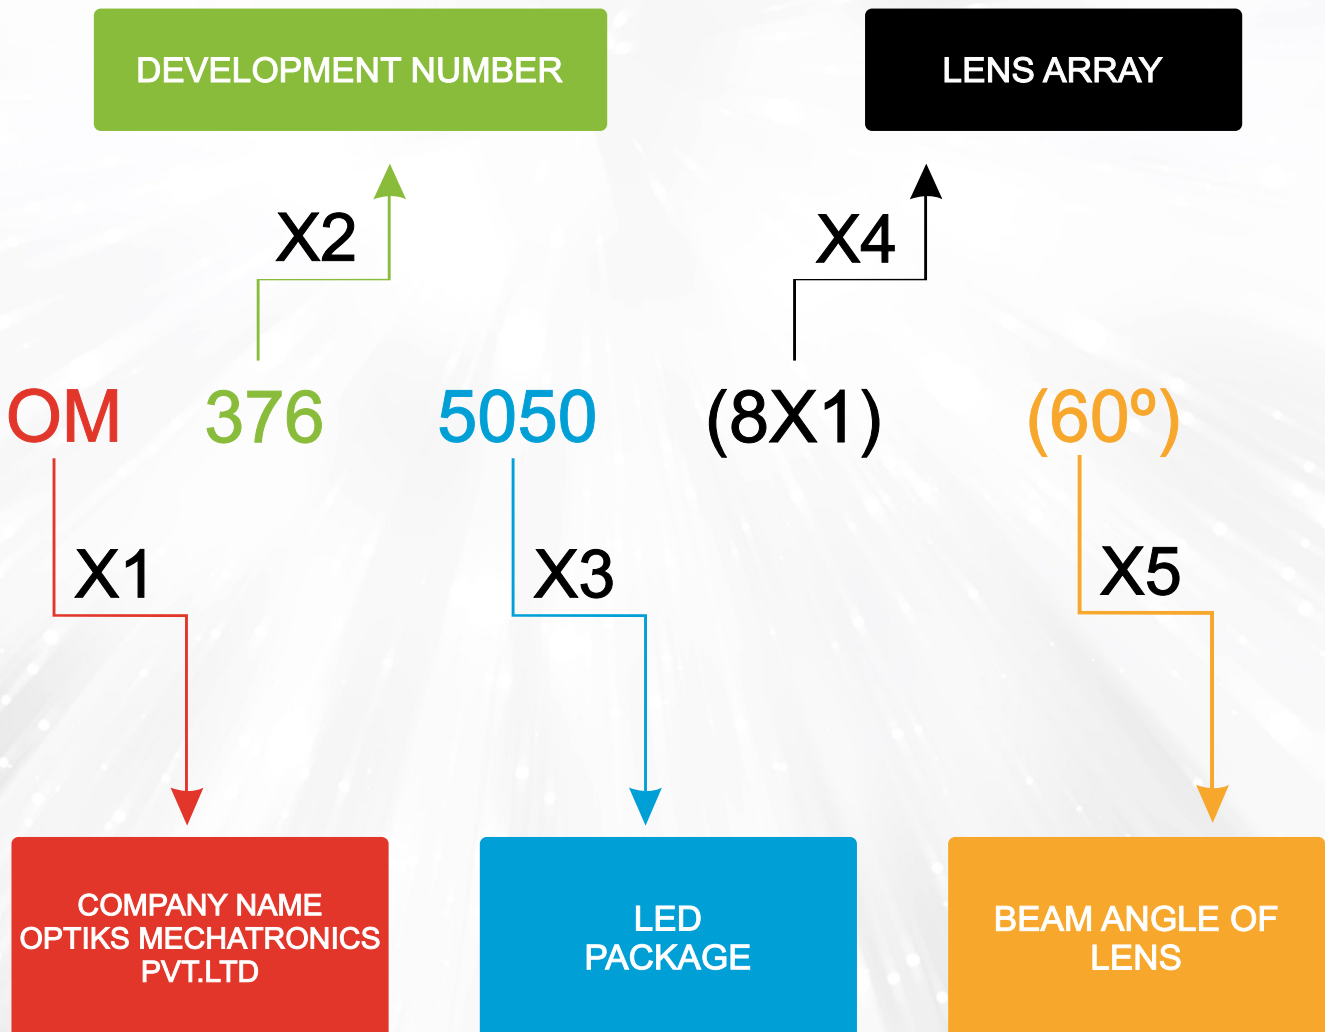 DEVELOPMENT NUMBER
LENS ARRAY
X2
X4
OM 376 5050 (8X1) (60º)
X1
X3
X5
COMPANY NAME
OPTIKS MECHATRONICS
PVT.LTD
LED
PACKAGE
BEAM ANGLE OF
LENS